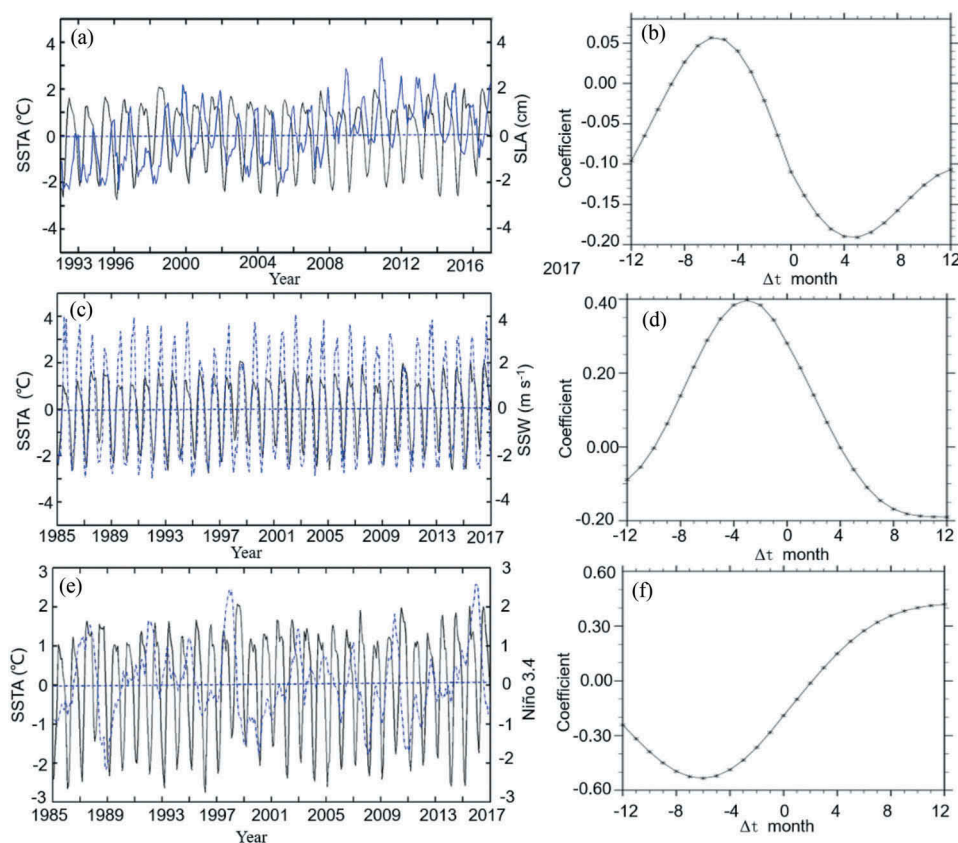 (a)
SSTA (°C)
4
2
0
-2
-4
4
2
0
-2
-4
SLA (cm)
1993 1996 2000 2004 2008 2012 2016
Year
2017
(b)
Coefficient
0.05
0.00
-0.05
-0.10
-0.20
-12 -8 -4 0 4 8 12
Δt month
(c)
SSTA (°C)
4
2
0
-2
-4
4
2
0
-2
-4
SSW (m s⁻¹)
1985 1989 1993 1997 2001 2005 2009 2013 2017
Year
(d)
Coefficient
0.40
0.20
0.00
-0.20
-12 -8 -4 0 4 8 12
Δt month
(e)
SSTA (°C)
3
2
1
0
-1
-2
-3
3
2
1
0
-1
-2
-3
Niño 3.4
1985 1989 1993 1997 2001 2005 2009 2013 2017
Year
(f)
Coefficient
0.60
0.30
0.00
-0.30
-0.60
-12 -8 -4 0 4 8 12
Δt month